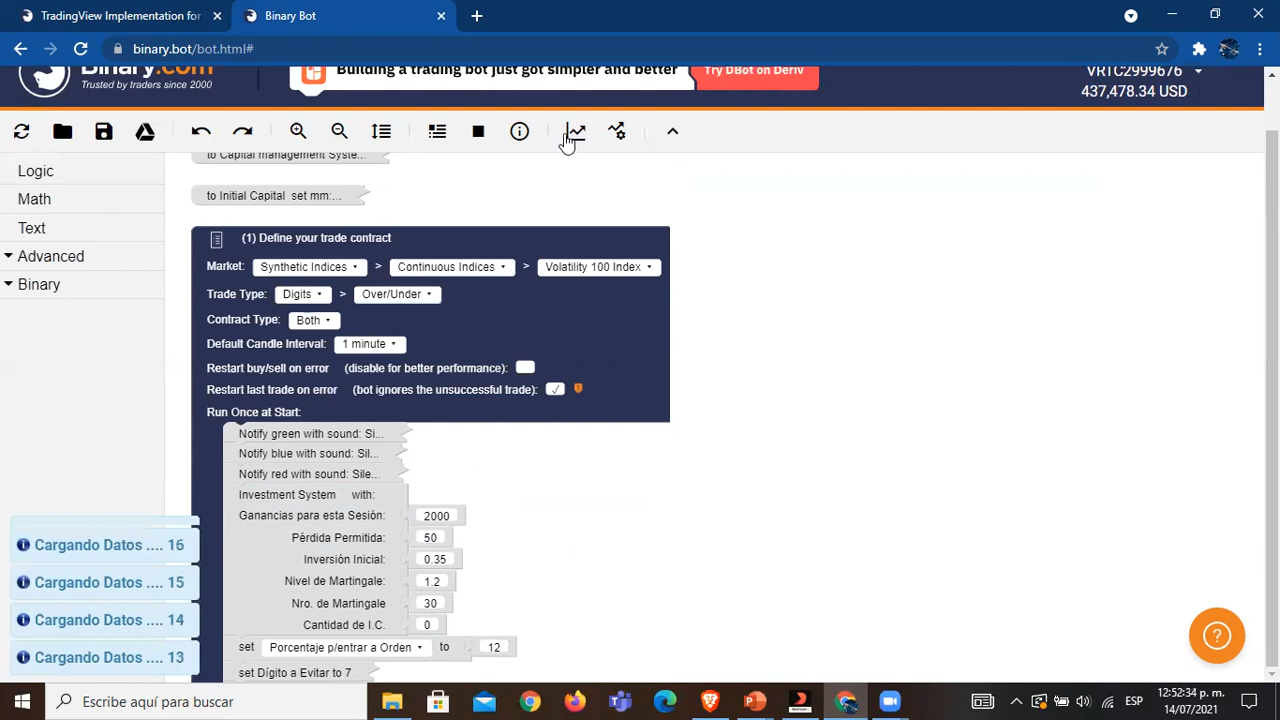 TradingView Implementation for
Binary Bot
binary.bot/bot.html#
Binary.com
Trusted by traders since 2000
Building a trading bot just got simpler and better
Try DBot on Deriv
VRTC2999676
437,478.34 USD
Logic
Math
Text
Advanced
Binary
to Capital management Syste...
to Initial Capital set mm:...
(1) Define your trade contract
Market: Synthetic Indices > Continuous Indices > Volatility 100 Index
Trade Type: Digits > Over/Under
Contract Type: Both
Default Candle Interval: 1 minute
Restart buy/sell on error (disable for better performance):
Restart last trade on error (bot ignores the unsuccessful trade):
Run Once at Start:
Notify green with sound: Si...
Notify blue with sound: Sil...
Notify red with sound: Sile...
Investment System with:
Ganancias para esta Sesión: 2000
Pérdida Permitida: 50
Inversión Inicial: 0.35
Nivel de Martingale: 1.2
Nro. de Martingale 30
Cantidad de I.C. 0
set Porcentaje p/entrar a Orden to 12
set Dígito a Evitar to 7
Cargando Datos .... 16
Cargando Datos .... 15
Cargando Datos .... 14
Cargando Datos .... 13
Escribe aquí para buscar
ESP
12:52:34 p. m.
14/07/2021